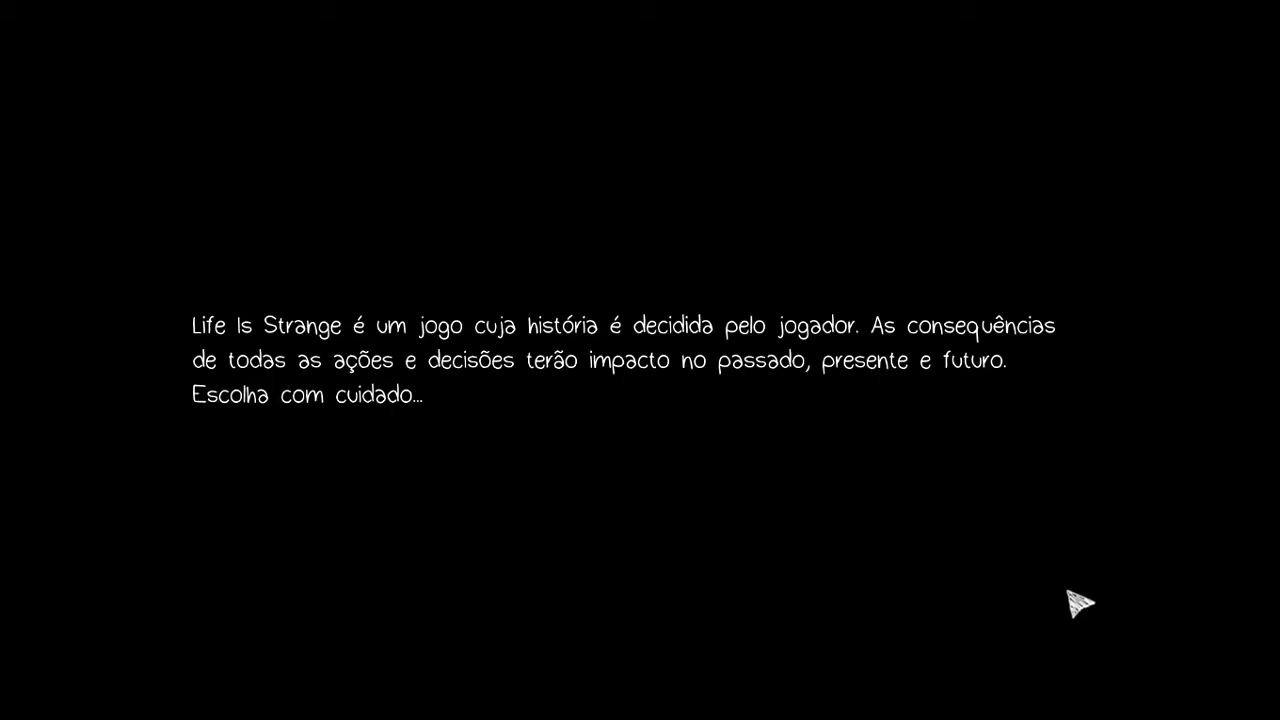 Life Is Strange é um jogo cuja história é decidida pelo jogador. As consequências
de todas as ações e decisões terão impacto no passado, presente e futuro.
Escolha com cuidado...